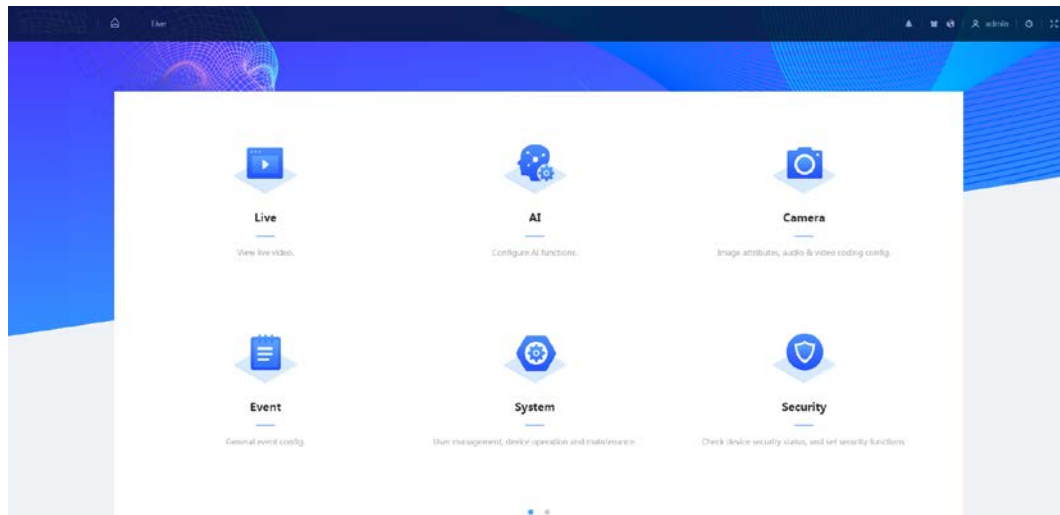 Live
admin
Live
View live video.
AI
Configure AI functions.
Camera
Image attributes, audio & video coding config.
Event
General event config.
System
User management, device operation and maintenance.
Security
Check device security status, and set security functions.